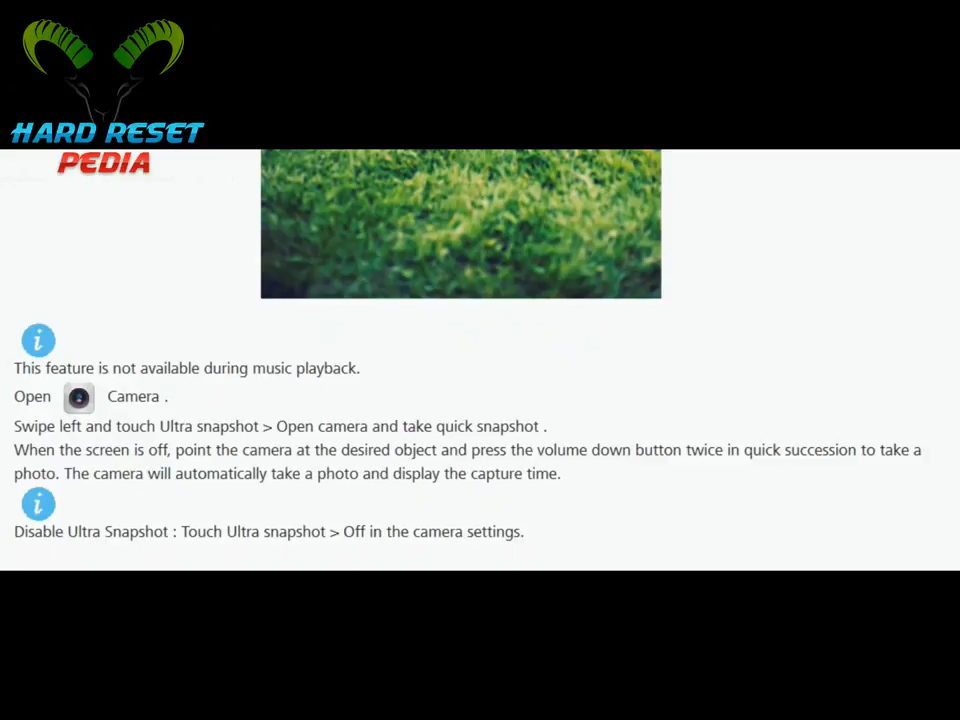 HARD RESET
PEDIA
i
This feature is not available during music playback.
Open Camera .
Swipe left and touch Ultra snapshot > Open camera and take quick snapshot .
When the screen is off, point the camera at the desired object and press the volume down button twice in quick succession to take a
photo. The camera will automatically take a photo and display the capture time.
i
Disable Ultra Snapshot : Touch Ultra snapshot > Off in the camera settings.